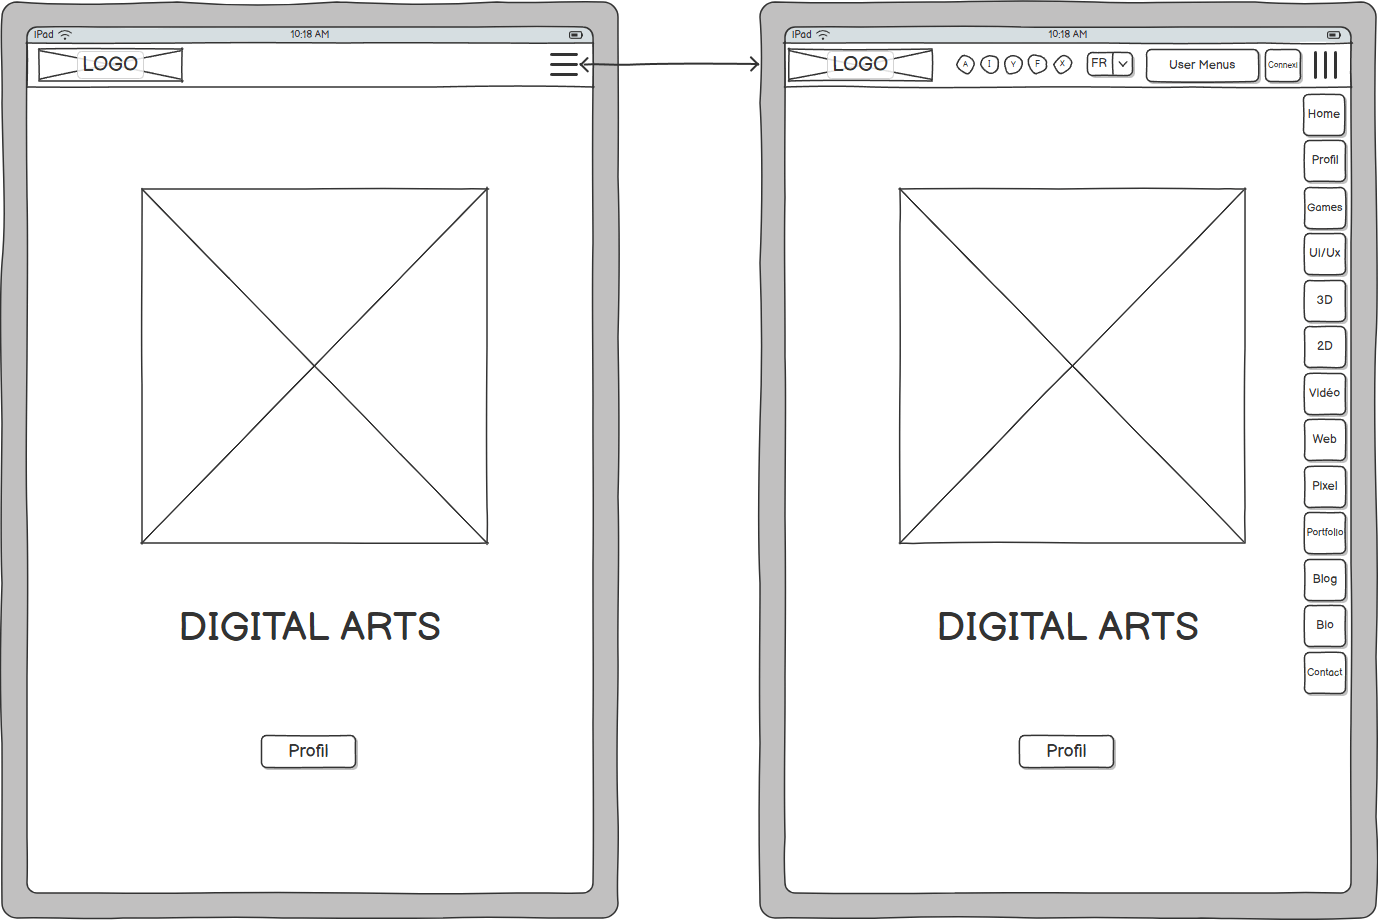 iPad 10:18 AM
LOGO
DIGITAL ARTS
Profil
iPad 10:18 AM
LOGO A I Y F X FR User Menus Connexi
Home
Profil
Games
Ui/Ux
3D
2D
Vidéo
Web
Pixel
Portfolio
Blog
Bio
Contact
DIGITAL ARTS
Profil